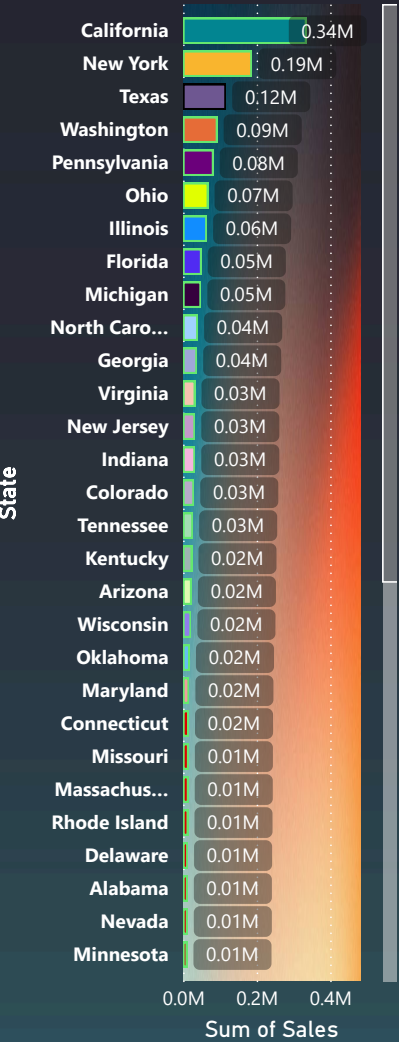 California 0.34M
New York 0.19M
Texas 0.12M
Washington 0.09M
Pennsylvania 0.08M
Ohio 0.07M
Illinois 0.06M
Florida 0.05M
Michigan 0.05M
North Caro... 0.04M
Georgia 0.04M
Virginia 0.03M
New Jersey 0.03M
Indiana 0.03M
Colorado 0.03M
Tennessee 0.03M
Kentucky 0.02M
Arizona 0.02M
Wisconsin 0.02M
Oklahoma 0.02M
Maryland 0.02M
Connecticut 0.02M
Missouri 0.01M
Massachus... 0.01M
Rhode Island 0.01M
Delaware 0.01M
Alabama 0.01M
Nevada 0.01M
Minnesota 0.01M
State
0.0M 0.2M 0.4M
Sum of Sales